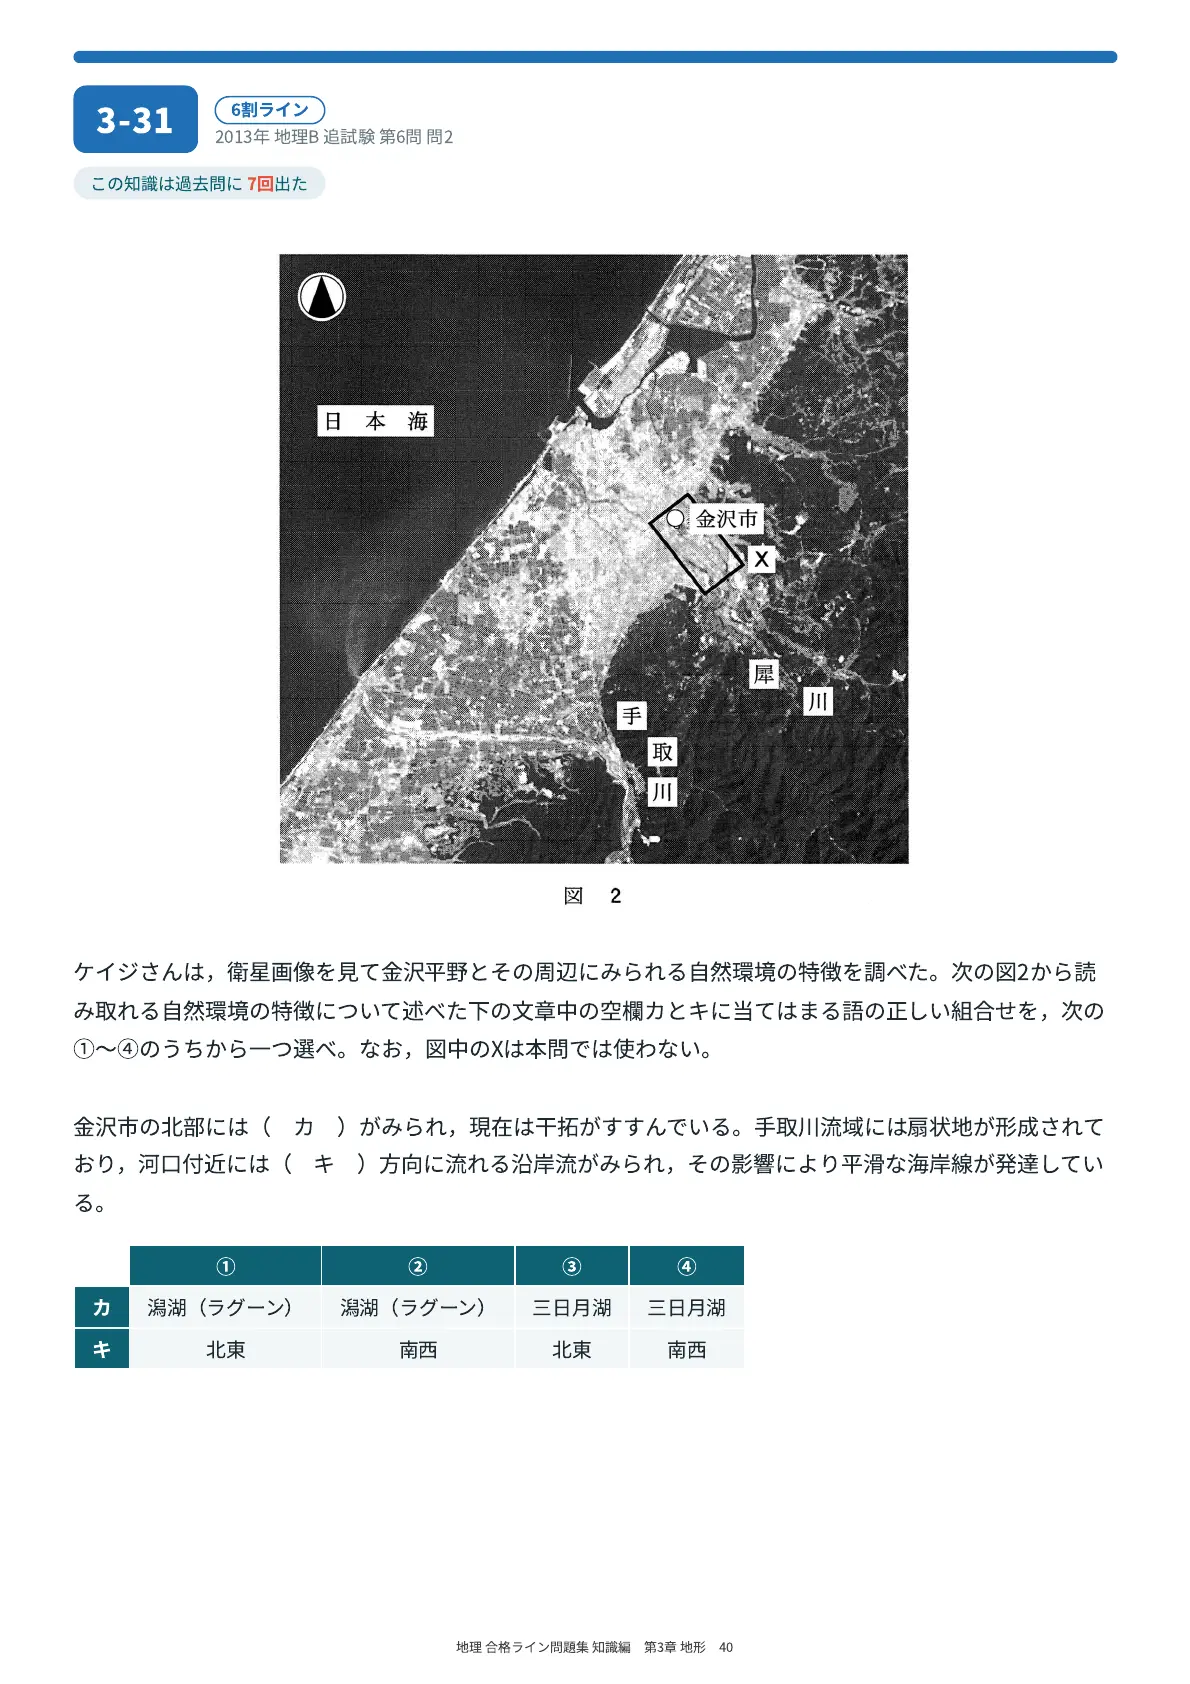 3-31
6割ライン
2013年 地理B 追試験 第6問 問2
この知識は過去問に 7回出た
日本海
金沢市
X
犀川
手取川
図 2
ケイジさんは，衛星画像を見て金沢平野とその周辺にみられる自然環境の特徴を調べた。次の図2から読
み取れる自然環境の特徴について述べた下の文章中の空欄カとキに当てはまる語の正しい組合せを，次の
①～④のうちから一つ選べ。なお，図中のXは本問では使わない。
金沢市の北部には（　カ　）がみられ，現在は干拓がすすんでいる。手取川流域には扇状地が形成されて
おり，河口付近には（　キ　）方向に流れる沿岸流がみられ，その影響により平滑な海岸線が発達してい
る。
① ② ③ ④
カ 潟湖（ラグーン） 潟湖（ラグーン） 三日月湖 三日月湖
キ 北東 南西 北東 南西
地理 合格ライン問題集 知識編　第3章 地形　40